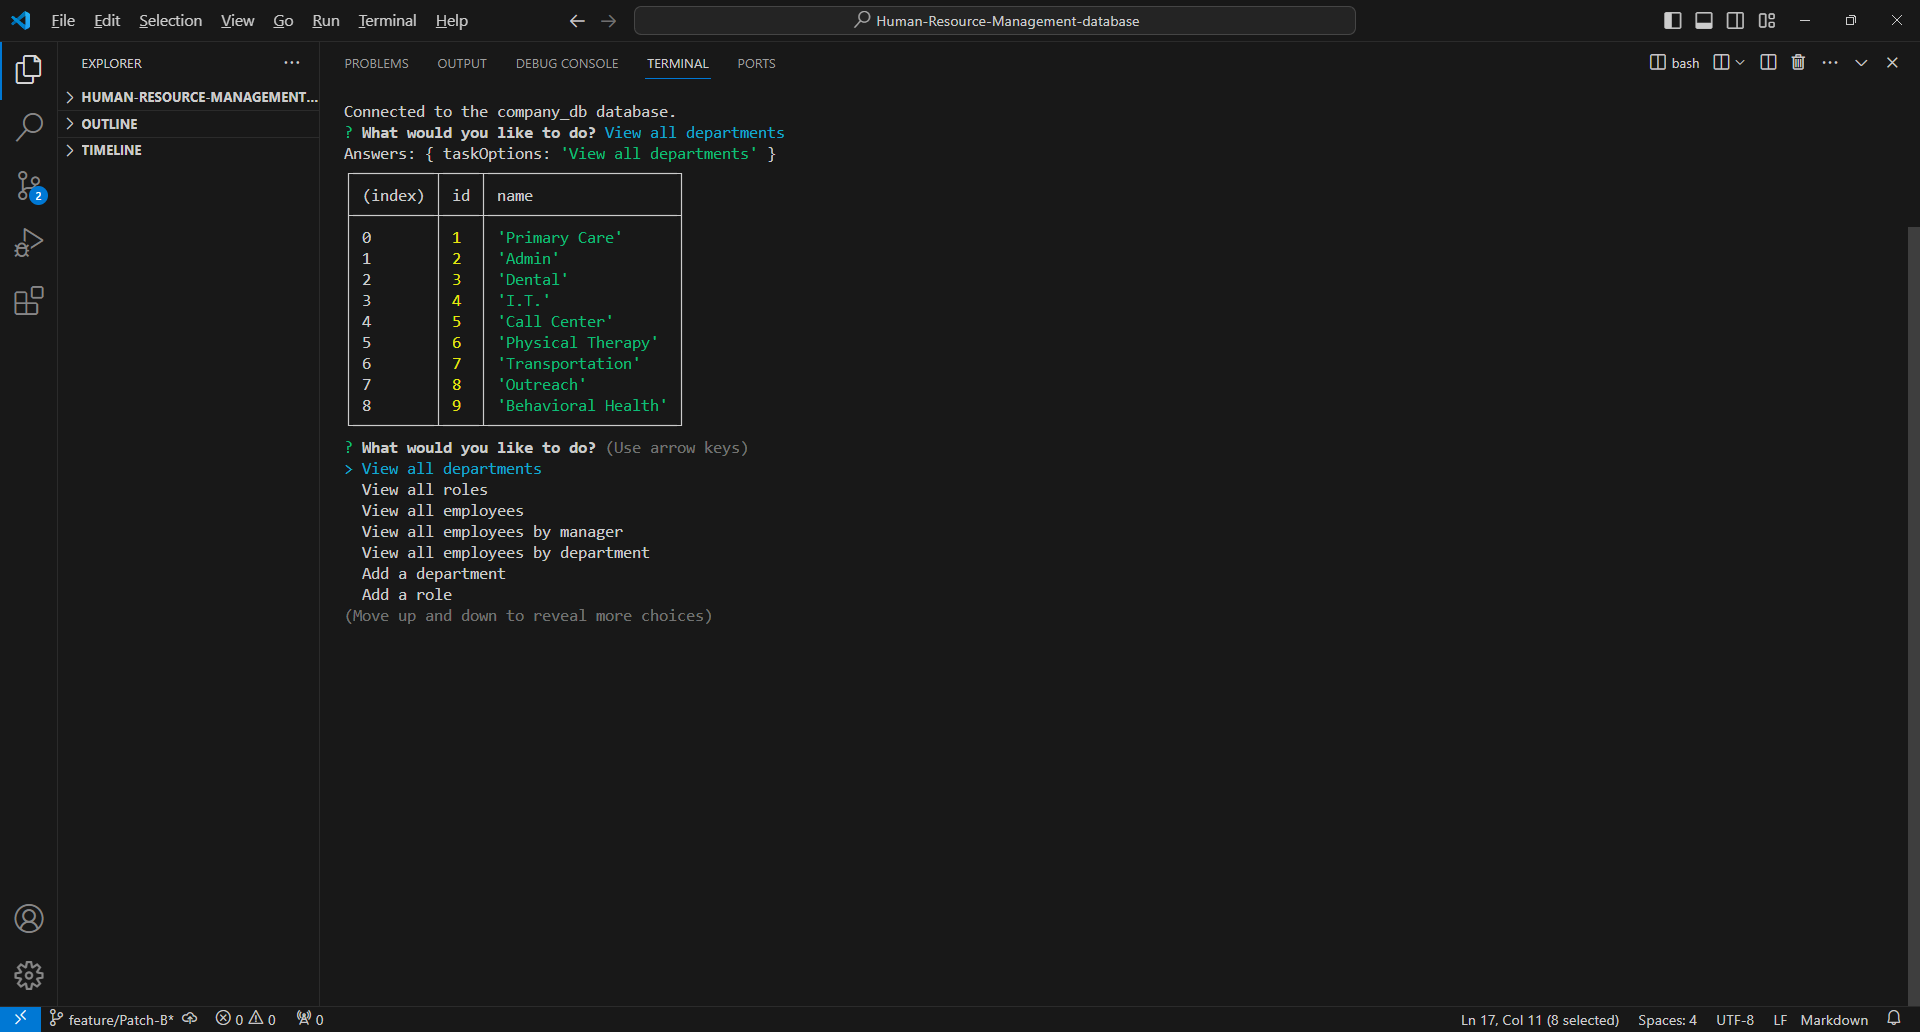 File Edit Selection View Go Run Terminal Help
Human-Resource-Management-database
EXPLORER
HUMAN-RESOURCE-MANAGEMENT...
OUTLINE
TIMELINE
2
PROBLEMS OUTPUT DEBUG CONSOLE TERMINAL PORTS
bash
Connected to the company_db database.
? What would you like to do? View all departments
Answers: { taskOptions: 'View all departments' }
(index) id name
0 1 'Primary Care'
1 2 'Admin'
2 3 'Dental'
3 4 'I.T.'
4 5 'Call Center'
5 6 'Physical Therapy'
6 7 'Transportation'
7 8 'Outreach'
8 9 'Behavioral Health'
? What would you like to do? (Use arrow keys)
> View all departments
View all roles
View all employees
View all employees by manager
View all employees by department
Add a department
Add a role
(Move up and down to reveal more choices)
feature/Patch-B* 0 0 0
Ln 17, Col 11 (8 selected) Spaces: 4 UTF-8 LF Markdown